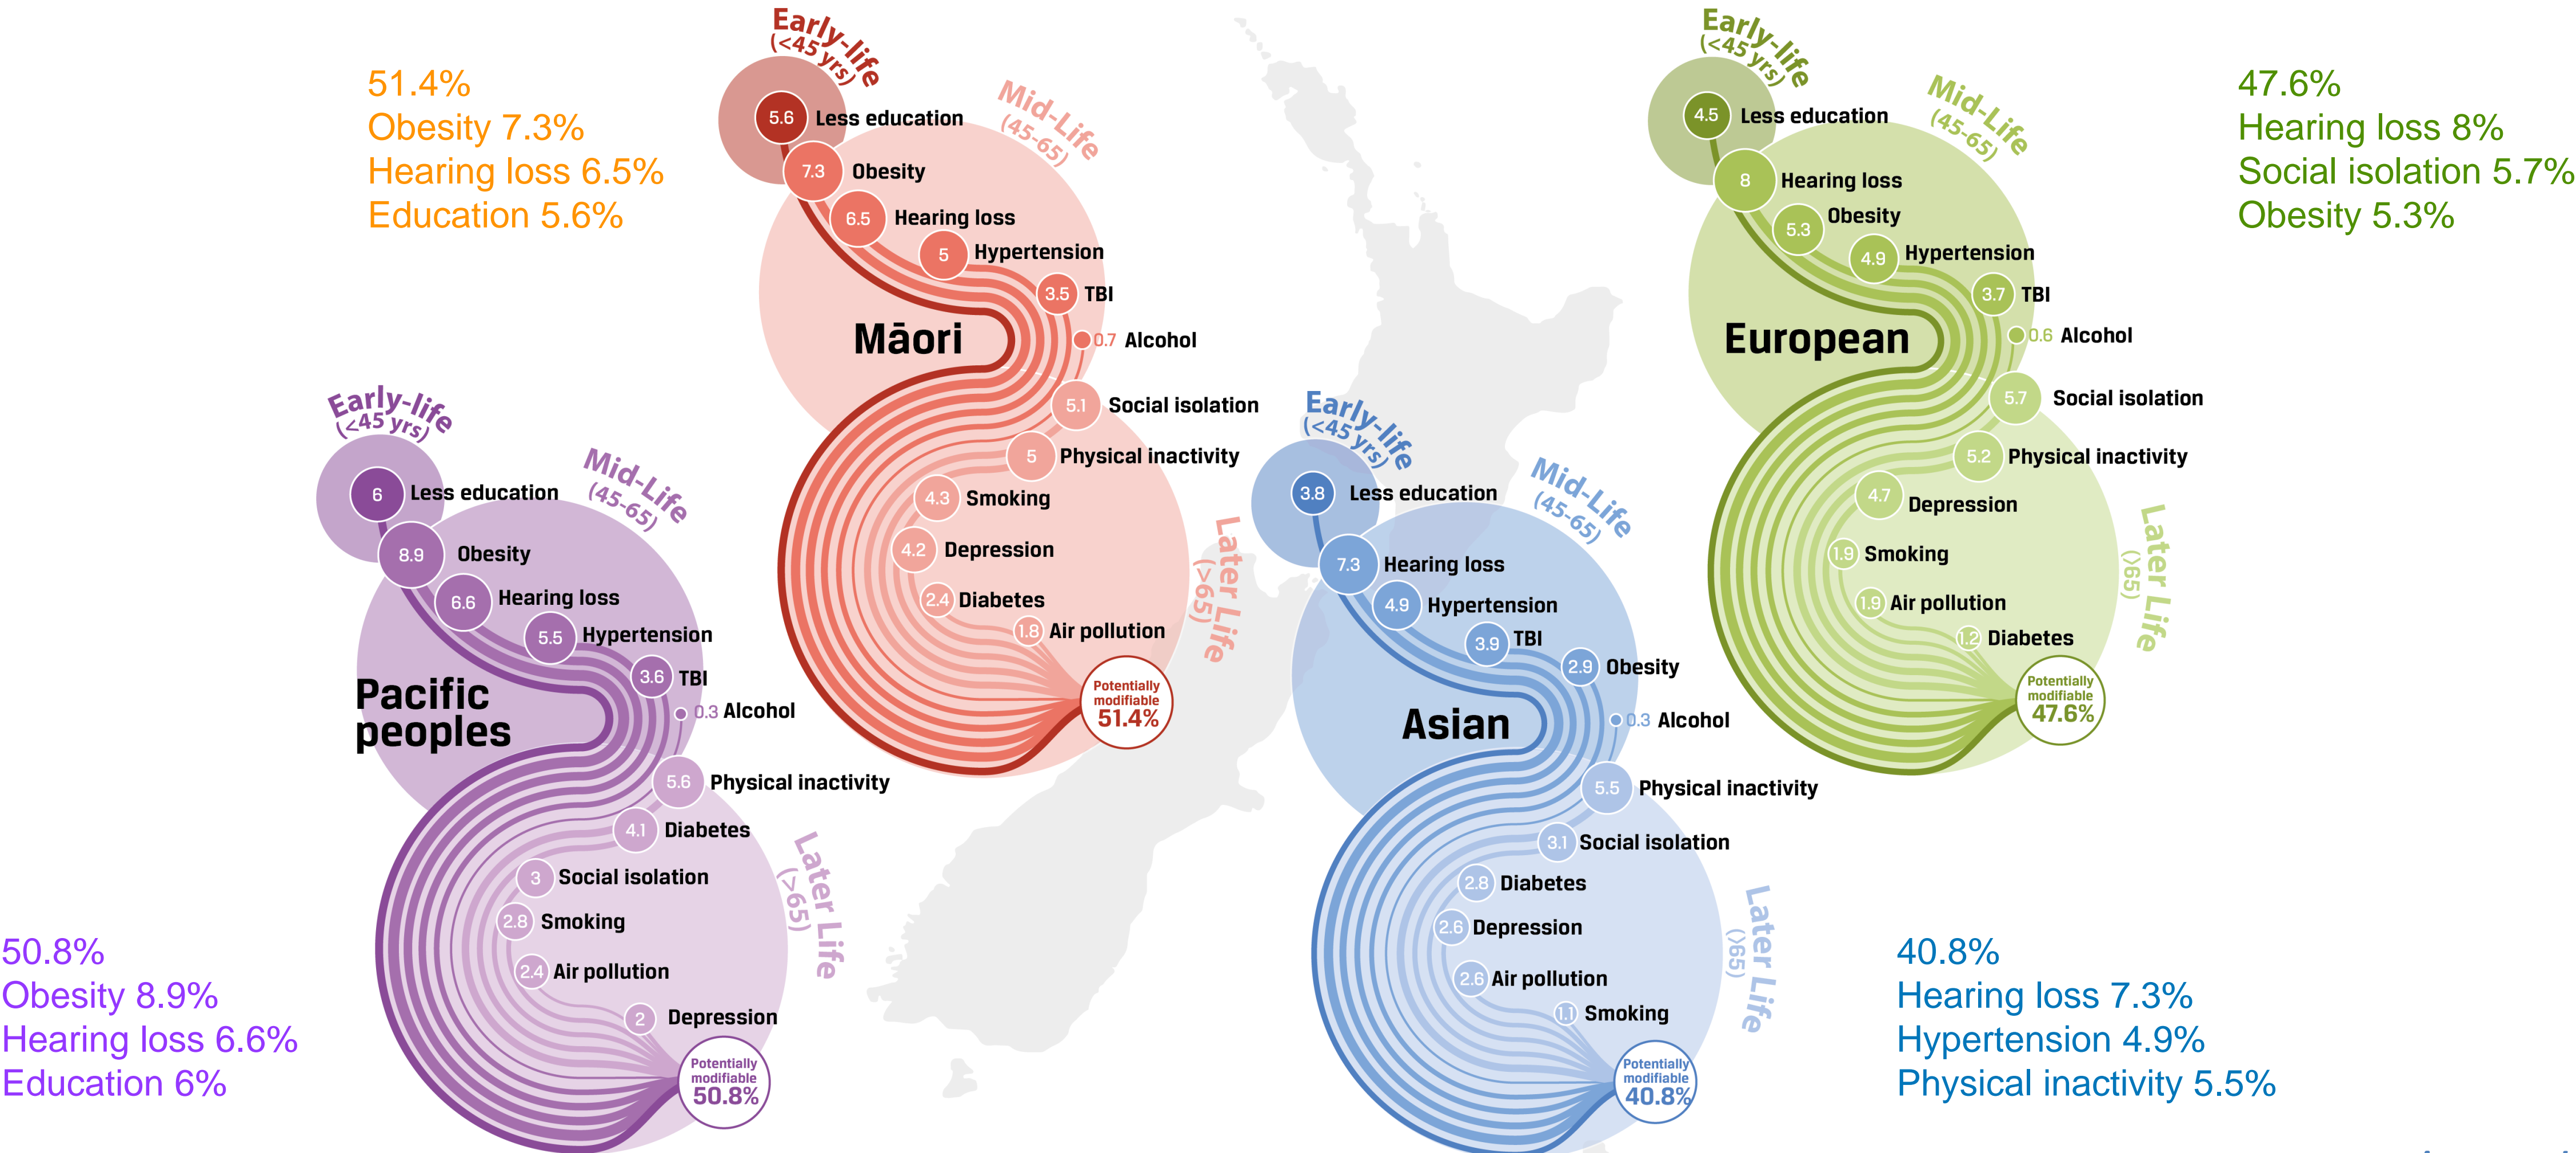 51.4%
Obesity 7.3%
Hearing loss 6.5%
Education 5.6%
Early-life
(<45 yrs)
Mid-Life
(45-65)
5.6 Less education
7.3 Obesity
6.5 Hearing loss
5 Hypertension
3.5 TBI
0.7 Alcohol
Māori
5.1 Social isolation
5 Physical inactivity
4.3 Smoking
4.2 Depression
2.4 Diabetes
1.8 Air pollution
Later Life
(>65)
Potentially
modifiable
51.4%
Early-life
(<45 yrs)
Mid-Life
(45-65)
4.5 Less education
8 Hearing loss
5.3 Obesity
4.9 Hypertension
3.7 TBI
0.6 Alcohol
European
5.7 Social isolation
5.2 Physical inactivity
4.7 Depression
1.9 Smoking
1.9 Air pollution
1.2 Diabetes
Later Life
(>65)
Potentially
modifiable
47.6%
47.6%
Hearing loss 8%
Social isolation 5.7%
Obesity 5.3%
Early-life
(<45 yrs)
Mid-Life
(45-65)
6 Less education
8.9 Obesity
6.6 Hearing loss
5.5 Hypertension
3.6 TBI
0.3 Alcohol
Pacific
peoples
5.6 Physical inactivity
4.1 Diabetes
3 Social isolation
2.8 Smoking
2.4 Air pollution
2 Depression
Later Life
(>65)
Potentially
modifiable
50.8%
50.8%
Obesity 8.9%
Hearing loss 6.6%
Education 6%
Early-life
(<45 yrs)
Mid-Life
(45-65)
3.8 Less education
7.3 Hearing loss
4.9 Hypertension
3.9 TBI
2.9 Obesity
0.3 Alcohol
Asian
5.5 Physical inactivity
3.1 Social isolation
2.8 Diabetes
2.6 Depression
2.6 Air pollution
1.1 Smoking
Later Life
(>65)
Potentially
modifiable
40.8%
40.8%
Hearing loss 7.3%
Hypertension 4.9%
Physical inactivity 5.5%